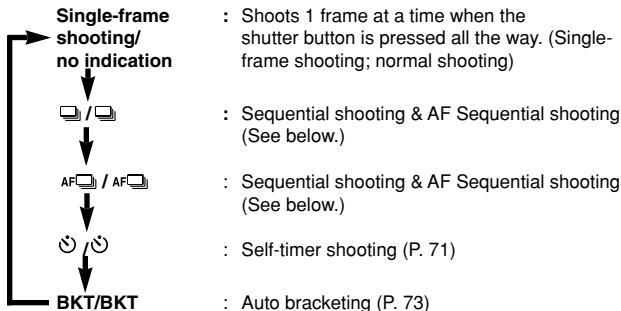 Single-frame : Shoots 1 frame at a time when the
shooting/ shutter button is pressed all the way. (Single-
no indication frame shooting; normal shooting)
/ : Sequential shooting & AF Sequential shooting
(See below.)
AF / AF : Sequential shooting & AF Sequential shooting
(See below.)
/ : Self-timer shooting (P. 71)
BKT/BKT : Auto bracketing (P. 73)